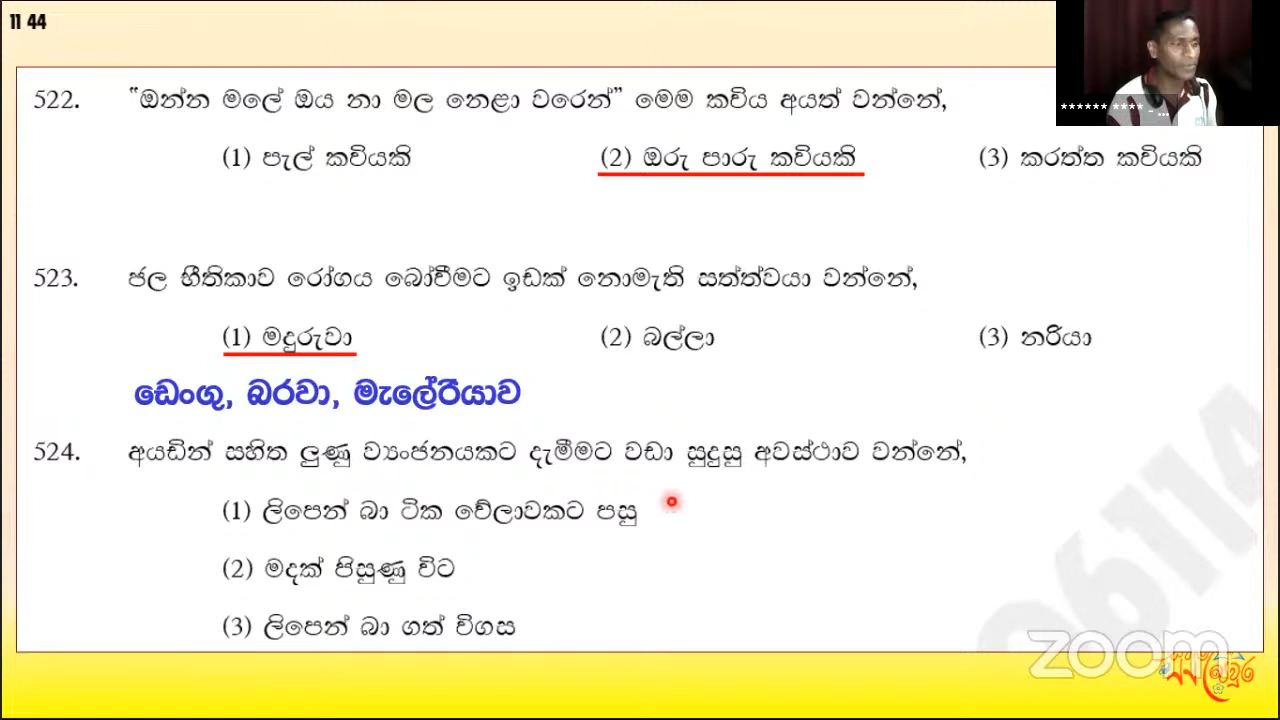 11 44
522. "ඔන්න මලේ ඔය නා මල නෙළා වරෙන්" මෙම කවිය අයත් වන්නේ,
(1) පැල් කවියකි (2) ඔරු පාරු කවියකි (3) කරත්ත කවියකි
523. ජල භීතිකාව රෝගය බෝවීමට ඉඩක් නොමැති සත්ත්වයා වන්නේ,
(1) මදුරුවා (2) බල්ලා (3) නරියා
ඩෙංගු, බරවා, මැලේරියාව
524. අයඩින් සහිත ලුණු ව්‍යංජනයකට දැමීමට වඩා සුදුසු අවස්ථාව වන්නේ,
(1) ලිපෙන් බා ටික වේලාවකට පසු
(2) මදක් පිසුණු විට
(3) ලිපෙන් බා ගත් විගස
zoom